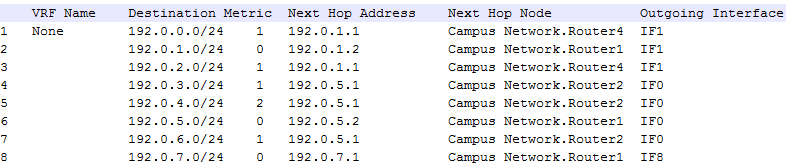 VRF Name Destination Metric Next Hop Address Next Hop Node Outgoing Interface
1 None 192.0.0.0/24 1 192.0.1.1 Campus Network.Router4 IF1
2 192.0.1.0/24 0 192.0.1.2 Campus Network.Router1 IF1
3 192.0.2.0/24 1 192.0.1.1 Campus Network.Router4 IF1
4 192.0.3.0/24 1 192.0.5.1 Campus Network.Router2 IF0
5 192.0.4.0/24 2 192.0.5.1 Campus Network.Router2 IF0
6 192.0.5.0/24 0 192.0.5.2 Campus Network.Router1 IF0
7 192.0.6.0/24 1 192.0.5.1 Campus Network.Router2 IF0
8 192.0.7.0/24 0 192.0.7.1 Campus Network.Router1 IF8